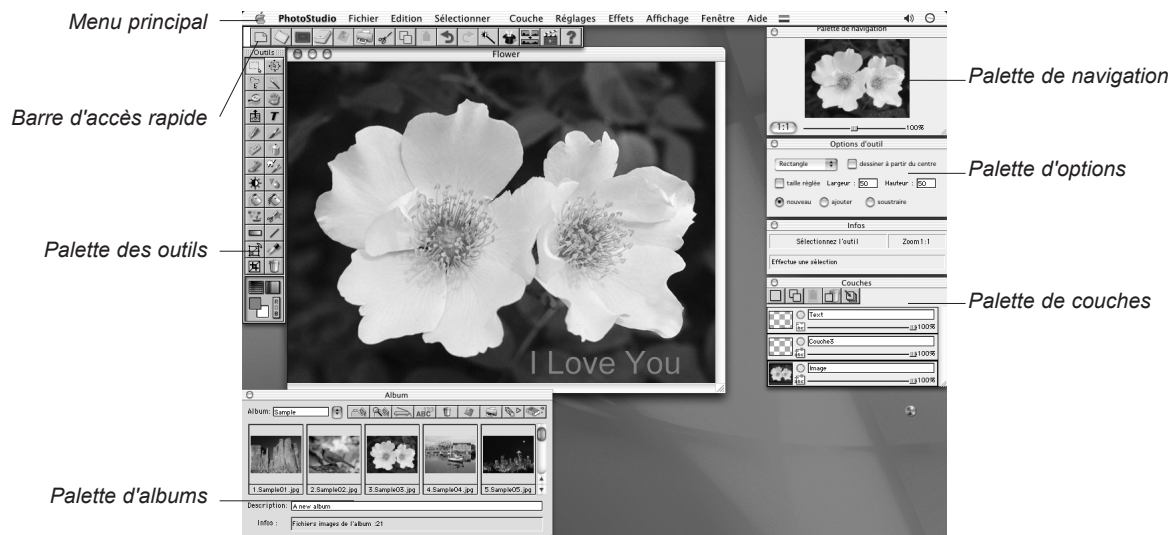 Menu principal
PhotoStudio Fichier Edition Sélectionner Couche Réglages Effets Affichage Fenêtre Aide
Barre d'accès rapide
Outils
Flower
I Love You
Palette de navigation
1:1 100%
Palette de navigation
Options d'outil
Rectangle dessiner à partir du centre
taille réglée Largeur : 50 Hauteur : 50
nouveau ajouter soustraire
Palette d'options
Infos
Sélectionnez l'outil Zoom 1:1
Effectue une sélection
Palette des outils
Couches
Text
100%
Couche3
100%
Image
100%
Palette de couches
Album
Album: Sample
ABC
1.Sample01.jpg 2.Sample02.jpg 3.Sample03.jpg 4.Sample04.jpg 5.Sample05.jpg
Description: A new album
Infos : Fichiers images de l'album :21
Palette d'albums